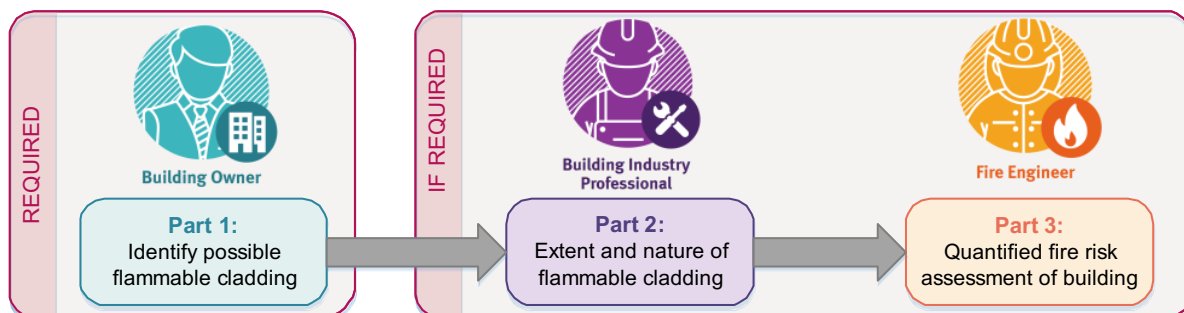 REQUIRED
Building Owner
Part 1:
Identify possible
flammable cladding
IF REQUIRED
Building Industry
Professional
Part 2:
Extent and nature of
flammable cladding
Fire Engineer
Part 3:
Quantified fire risk
assessment of building